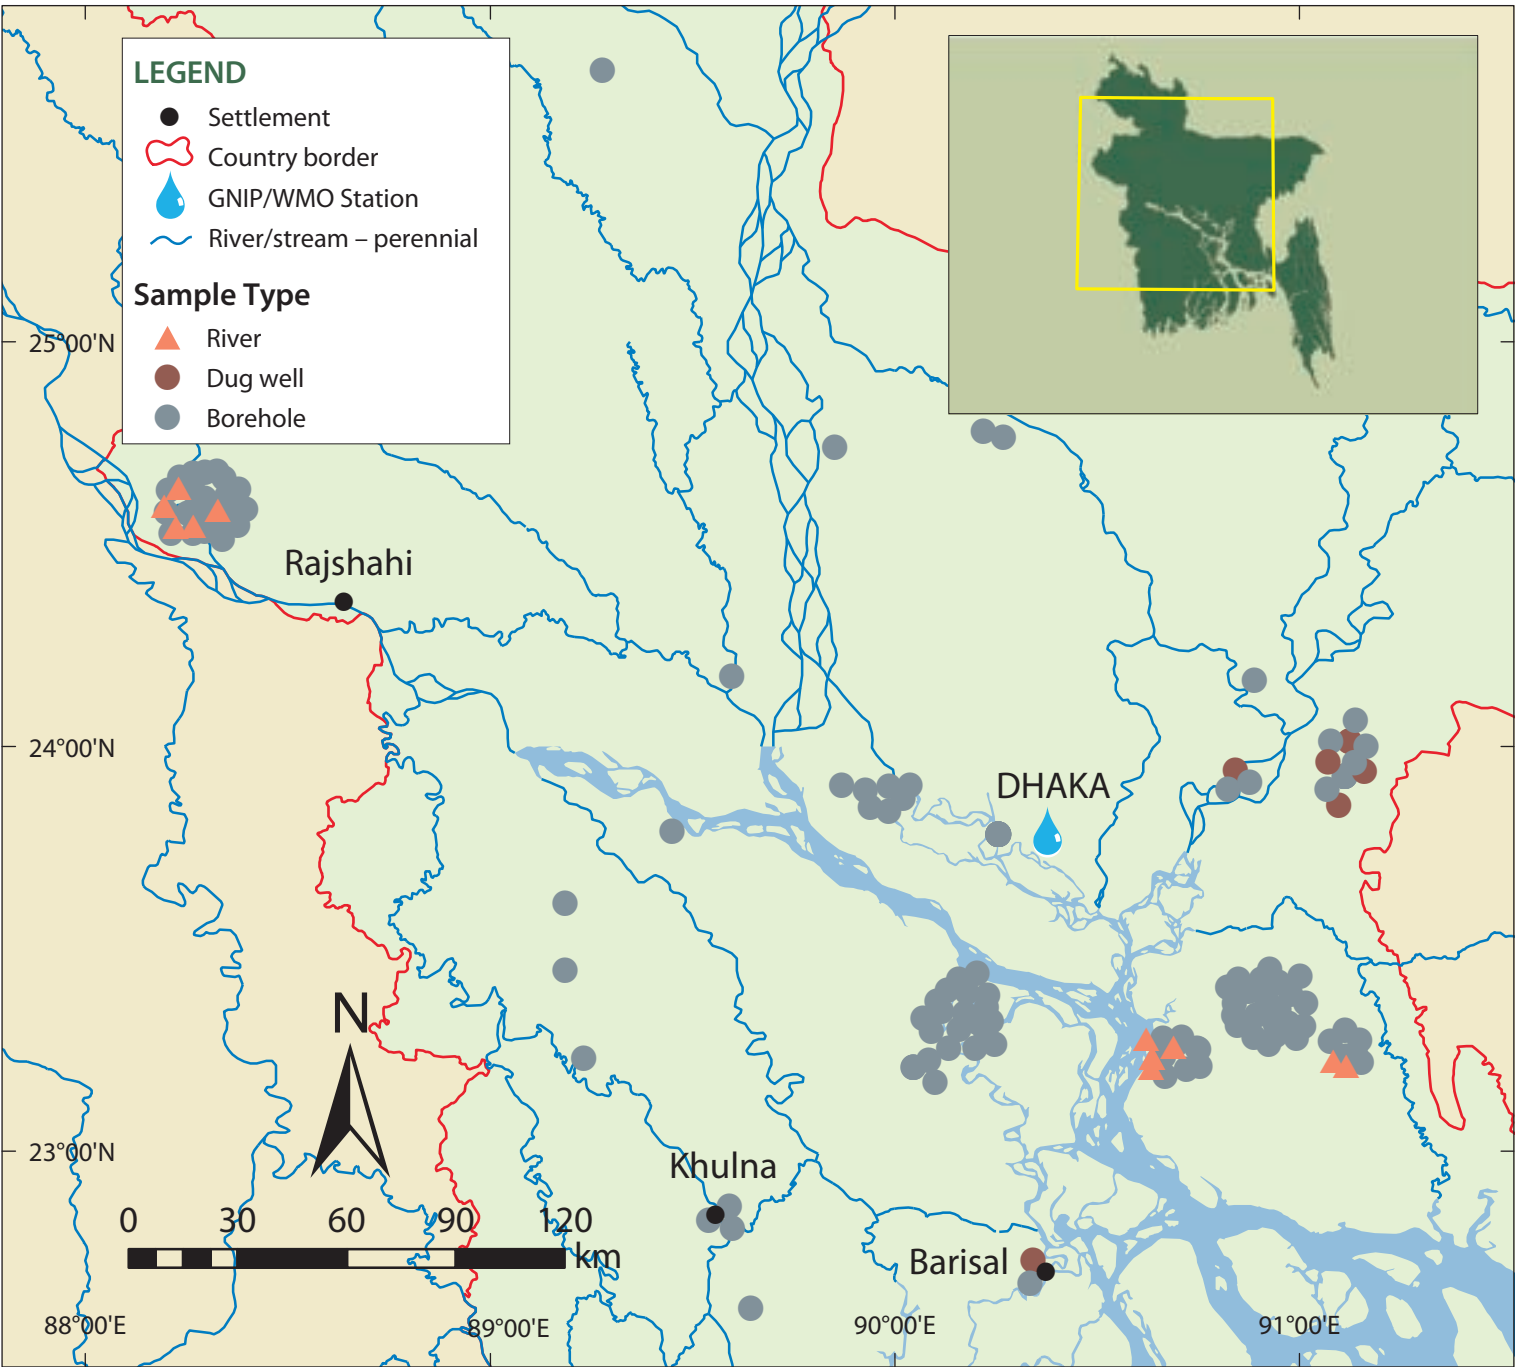 LEGEND
Settlement
Country border
GNIP/WMO Station
River/stream – perennial
Sample Type
River
Dug well
Borehole
25°00'N
Rajshahi
24°00'N
DHAKA
N
23°00'N
Khulna
0 30 60 90 120
km
Barisal
88°00'E
89°00'E
90°00'E
91°00'E